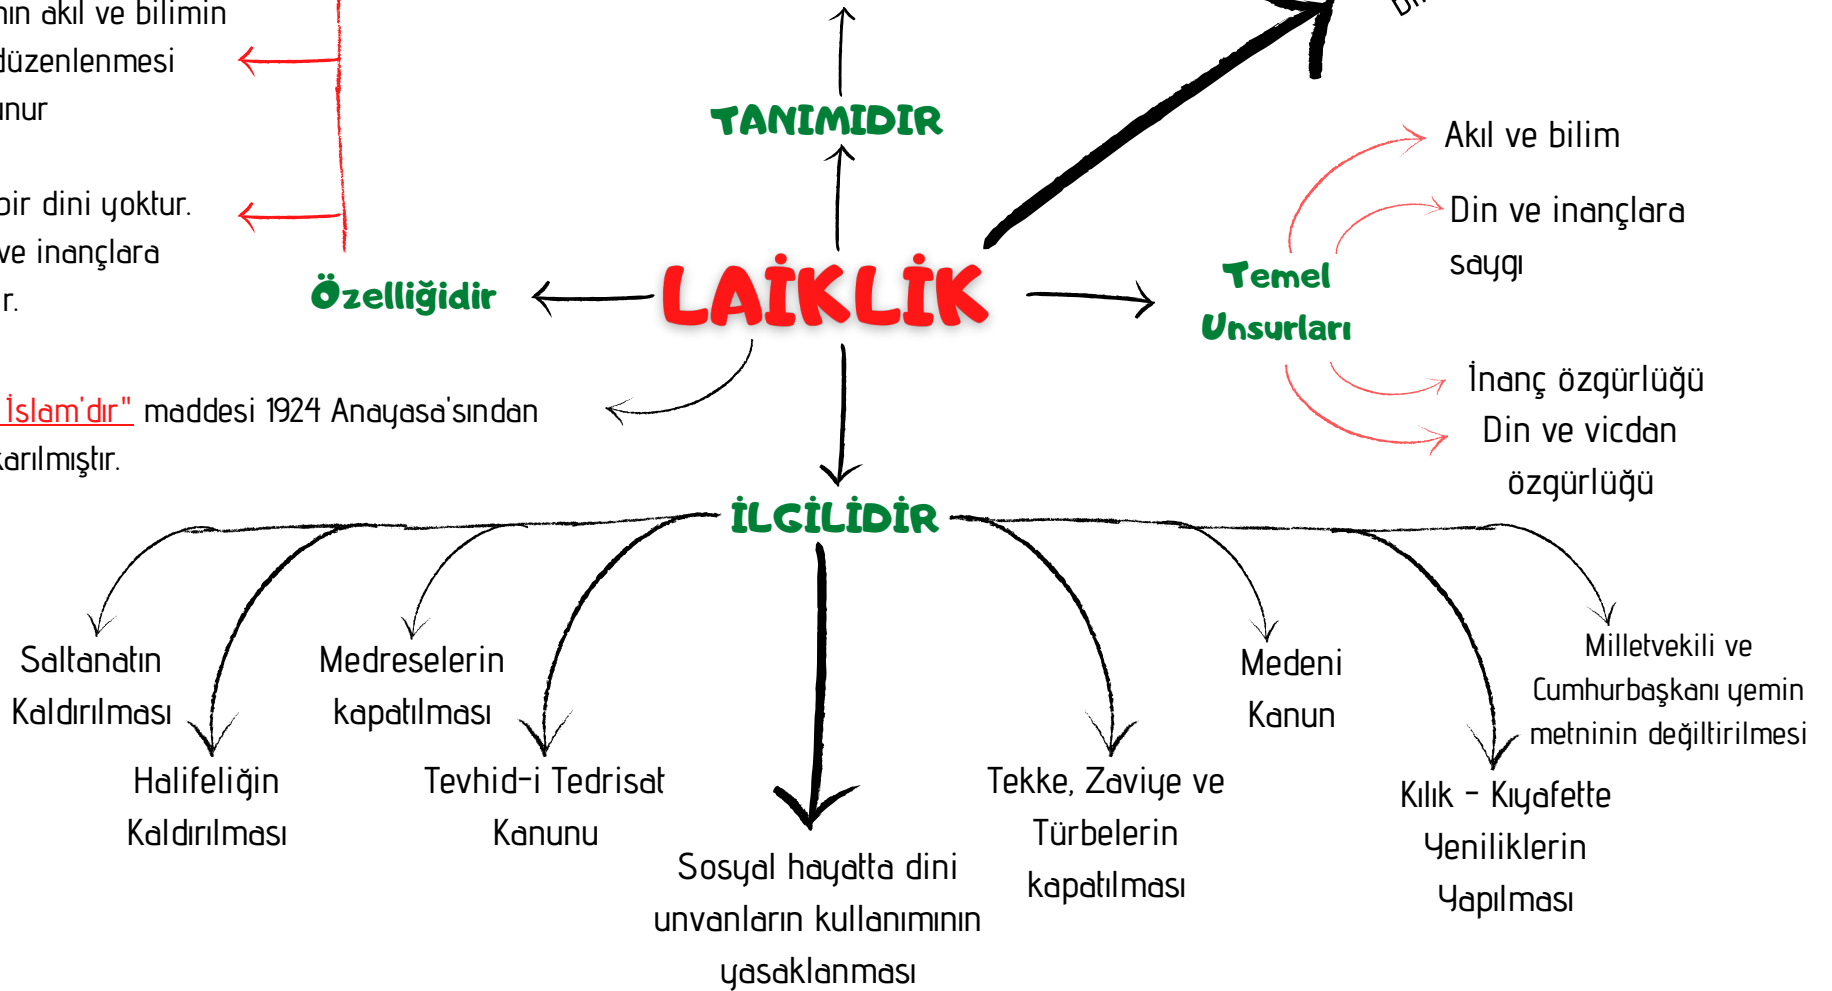 akıl ve bilimin
düzenlenmesi
TANIMIDIR
bir dini yoktur.
ve inançlara
Özelliğidir
LAİKLİK
Temel
Unsurları
Akıl ve bilim
Din ve inançlara
saygı
İnanç özgürlüğü
Din ve vicdan
özgürlüğü
İslam'dır" maddesi 1924 Anayasa'sından
İLGİLİDİR
Saltanatın
Kaldırılması
Halifeliğin
Kaldırılması
Medreselerin
kapatılması
Tevhid-i Tedrisat
Kanunu
Sosyal hayatta dini
unvanların kullanımının
yasaklanması
Tekke, Zaviye ve
Türbelerin
kapatılması
Medeni
Kanun
Kılık - Kıyafette
Yeniliklerin
Yapılması
Milletvekili ve
Cumhurbaşkanı yemin
metninin değiltirilmesi